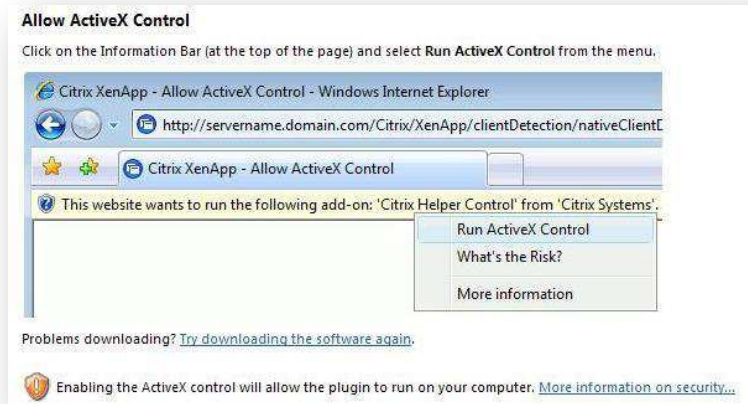 Allow ActiveX Control
Click on the Information Bar (at the top of the page) and select Run ActiveX Control from the menu.
Citrix XenApp - Allow ActiveX Control - Windows Internet Explorer
http://servername.domain.com/Citrix/XenApp/clientDetection/nativeClientD
Citrix XenApp - Allow ActiveX Control
This website wants to run the following add-on: 'Citrix Helper Control' from 'Citrix Systems'.
Run ActiveX Control
What's the Risk?
More information
Problems downloading? Try downloading the software again.
Enabling the ActiveX control will allow the plugin to run on your computer. More information on security...